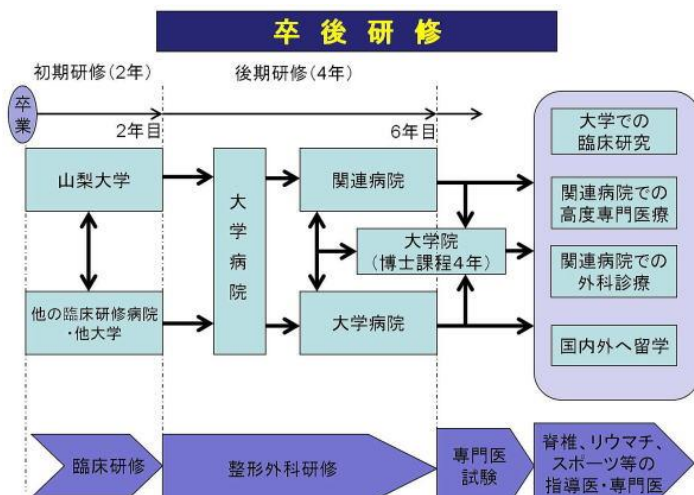 卒後研修
初期研修(2年)
後期研修(4年)
卒業
2年目
6年目
山梨大学
他の臨床研修病院
・他大学
大学病院
関連病院
大学院
(博士課程4年)
大学病院
大学での
臨床研究
関連病院での
高度専門医療
関連病院での
外科診療
国内外へ留学
臨床研修
整形外科研修
専門医
試験
脊椎、リウマチ、
スポーツ等の
指導医・専門医